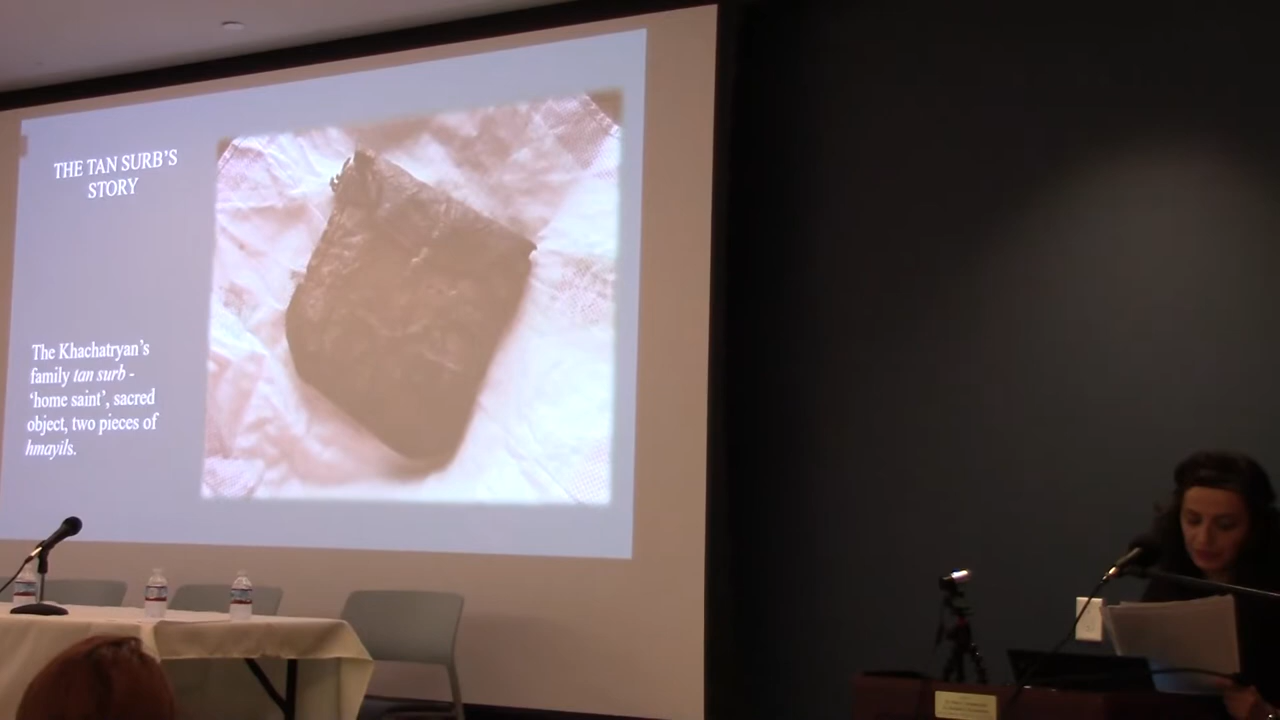 THE TAN SURB'S
STORY
The Khachatryan's
family tan surb -
‘home saint’, sacred
object, two pieces of
hmayils.